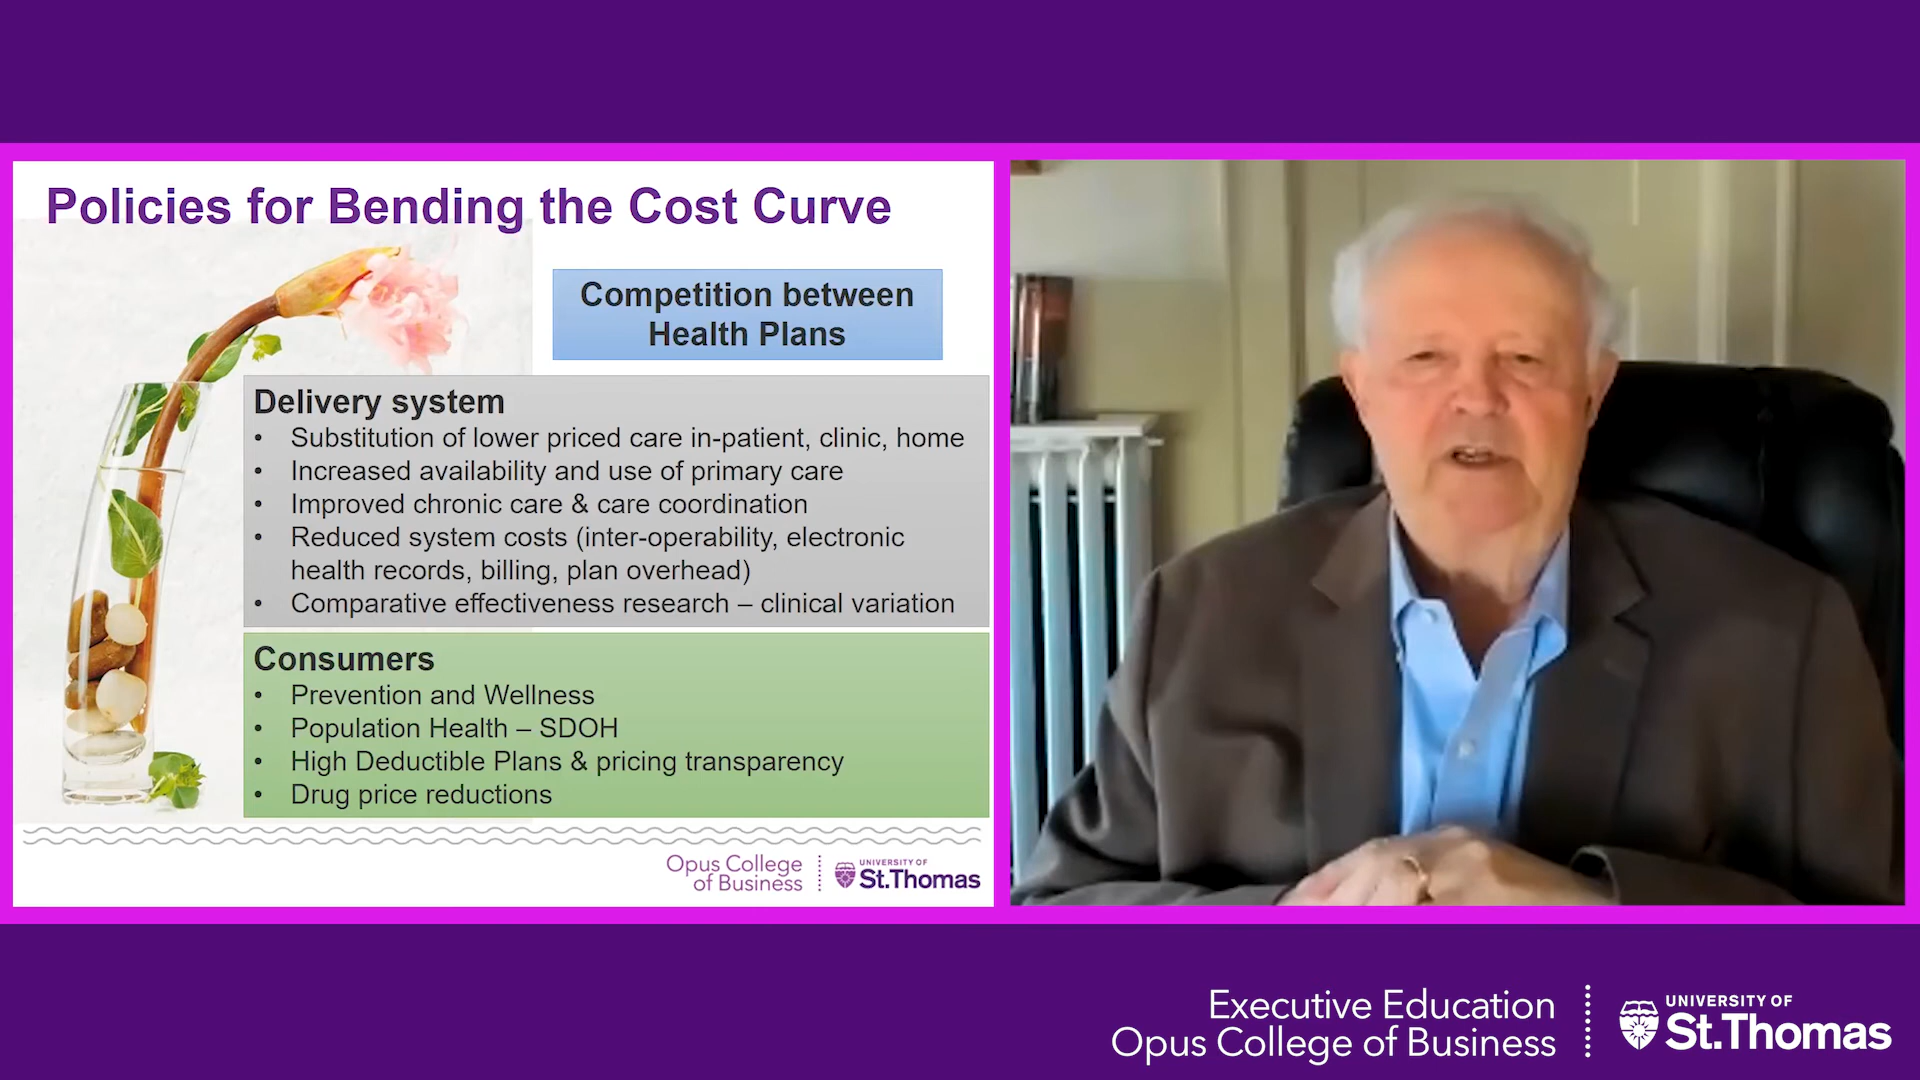 Policies for Bending the Cost Curve
Competition between
Health Plans
Delivery system
• Substitution of lower priced care in-patient, clinic, home
• Increased availability and use of primary care
• Improved chronic care & care coordination
• Reduced system costs (inter-operability, electronic
health records, billing, plan overhead)
• Comparative effectiveness research – clinical variation
Consumers
• Prevention and Wellness
• Population Health – SDOH
• High Deductible Plans & pricing transparency
• Drug price reductions
Opus College
of Business
UNIVERSITY OF
St.Thomas
Executive Education
Opus College of Business
UNIVERSITY OF
St.Thomas